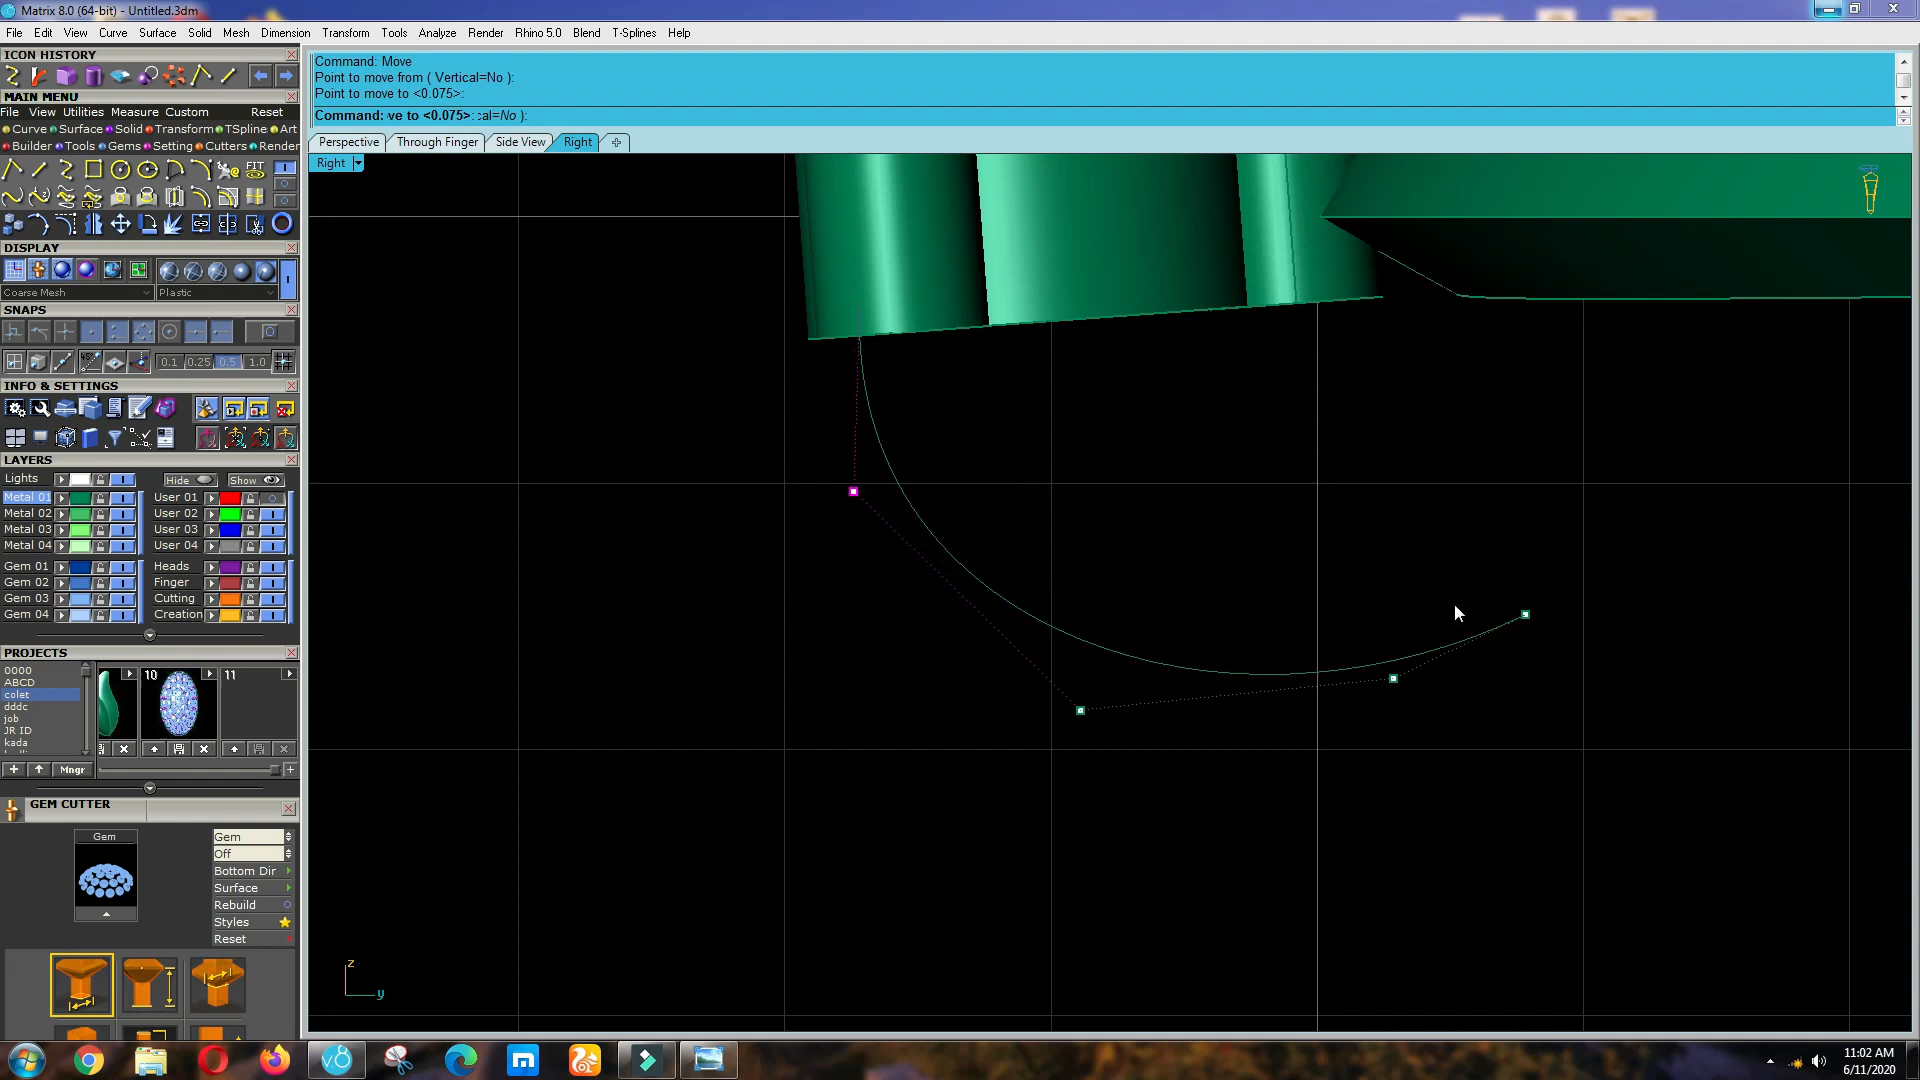 Matrix 8.0 (64-bit) - Untitled.3dm
File Edit View Curve Surface Solid Mesh Dimension Transform Tools Analyze Render Rhino 5.0 Blend T-Splines Help
ICON HISTORY
MAIN MENU
File View Utilities Measure Custom Reset
Curve Surface Solid Transform TSpline Art
Builder Tools Gems Setting Cutters Render
FIT
DISPLAY
Coarse Mesh Plastic
SNAPS
0.1 0.25 0.5 1.0
INFO & SETTINGS
LAYERS
Lights Hide Show
Metal 01 User 01
Metal 02 User 02
Metal 03 User 03
Metal 04 User 04
Gem 01 Heads
Gem 02 Finger
Gem 03 Cutting
Gem 04 Creation
PROJECTS
0000
ABCD
colet
dddc
job
JR ID
kada
10 11
Mngr
GEM CUTTER
Gem
Gem
Off
Bottom Dir
Surface
Rebuild
Styles
Reset
Command: Move
Point to move from ( Vertical=No ):
Point to move to <0.075>:
Command: ve to <0.075>: :al=No ):
Perspective Through Finger Side View Right
Right
z
y
v8
11:02 AM
6/11/2020